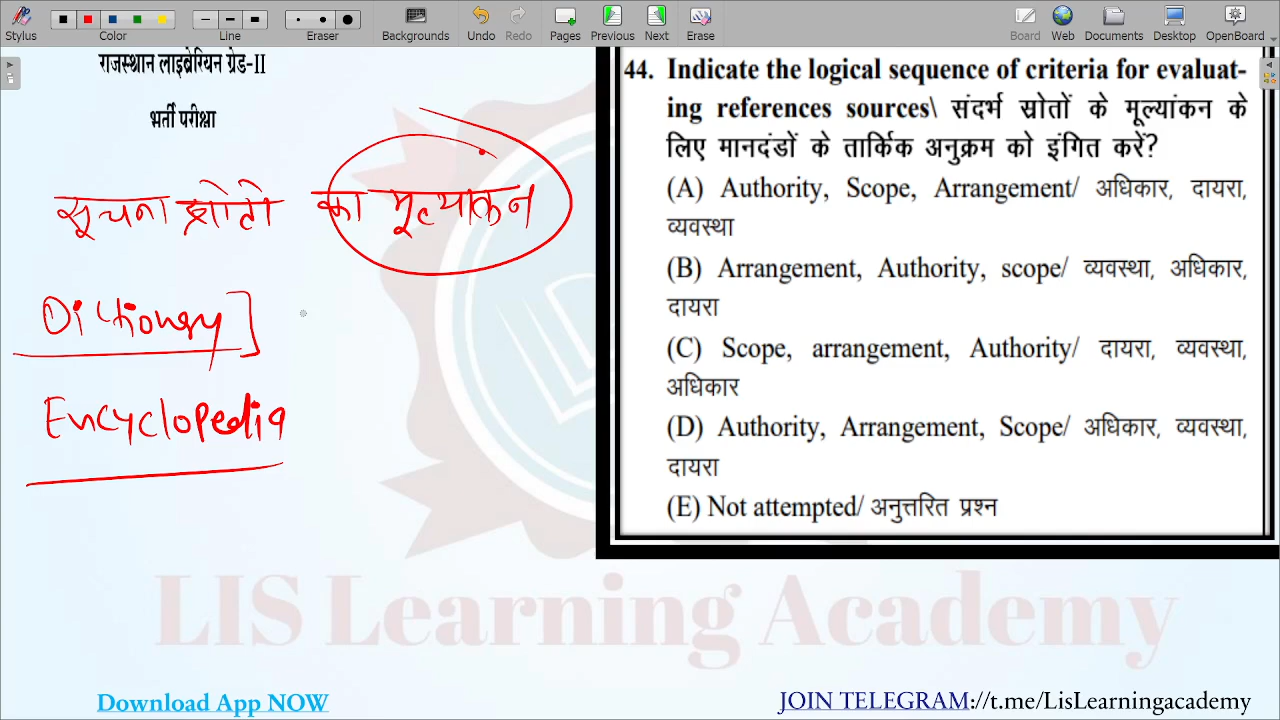 Stylus
Color
Line
Eraser
Backgrounds
Undo
Redo
Pages
Previous
Next
Erase
Board
Web
Documents
Desktop
OpenBoard
राजस्थान लाइब्रेरियन ग्रेड-II
भर्ती परीक्षा
सूचना स्रोतो का मूल्यांकन
Dictionery
Encyclopedia
44. Indicate the logical sequence of criteria for evaluat-
ing references sources\ संदर्भ स्रोतों के मूल्यांकन के
लिए मानदंडों के तार्किक अनुक्रम को इंगित करें?
(A) Authority, Scope, Arrangement/ अधिकार, दायरा,
व्यवस्था
(B) Arrangement, Authority, scope/ व्यवस्था, अधिकार,
दायरा
(C) Scope, arrangement, Authority/ दायरा, व्यवस्था,
अधिकार
(D) Authority, Arrangement, Scope/ अधिकार, व्यवस्था,
दायरा
(E) Not attempted/ अनुत्तरित प्रश्न
LIS Learning Academy
Download App NOW
JOIN TELEGRAM://t.me/LisLearningacademy